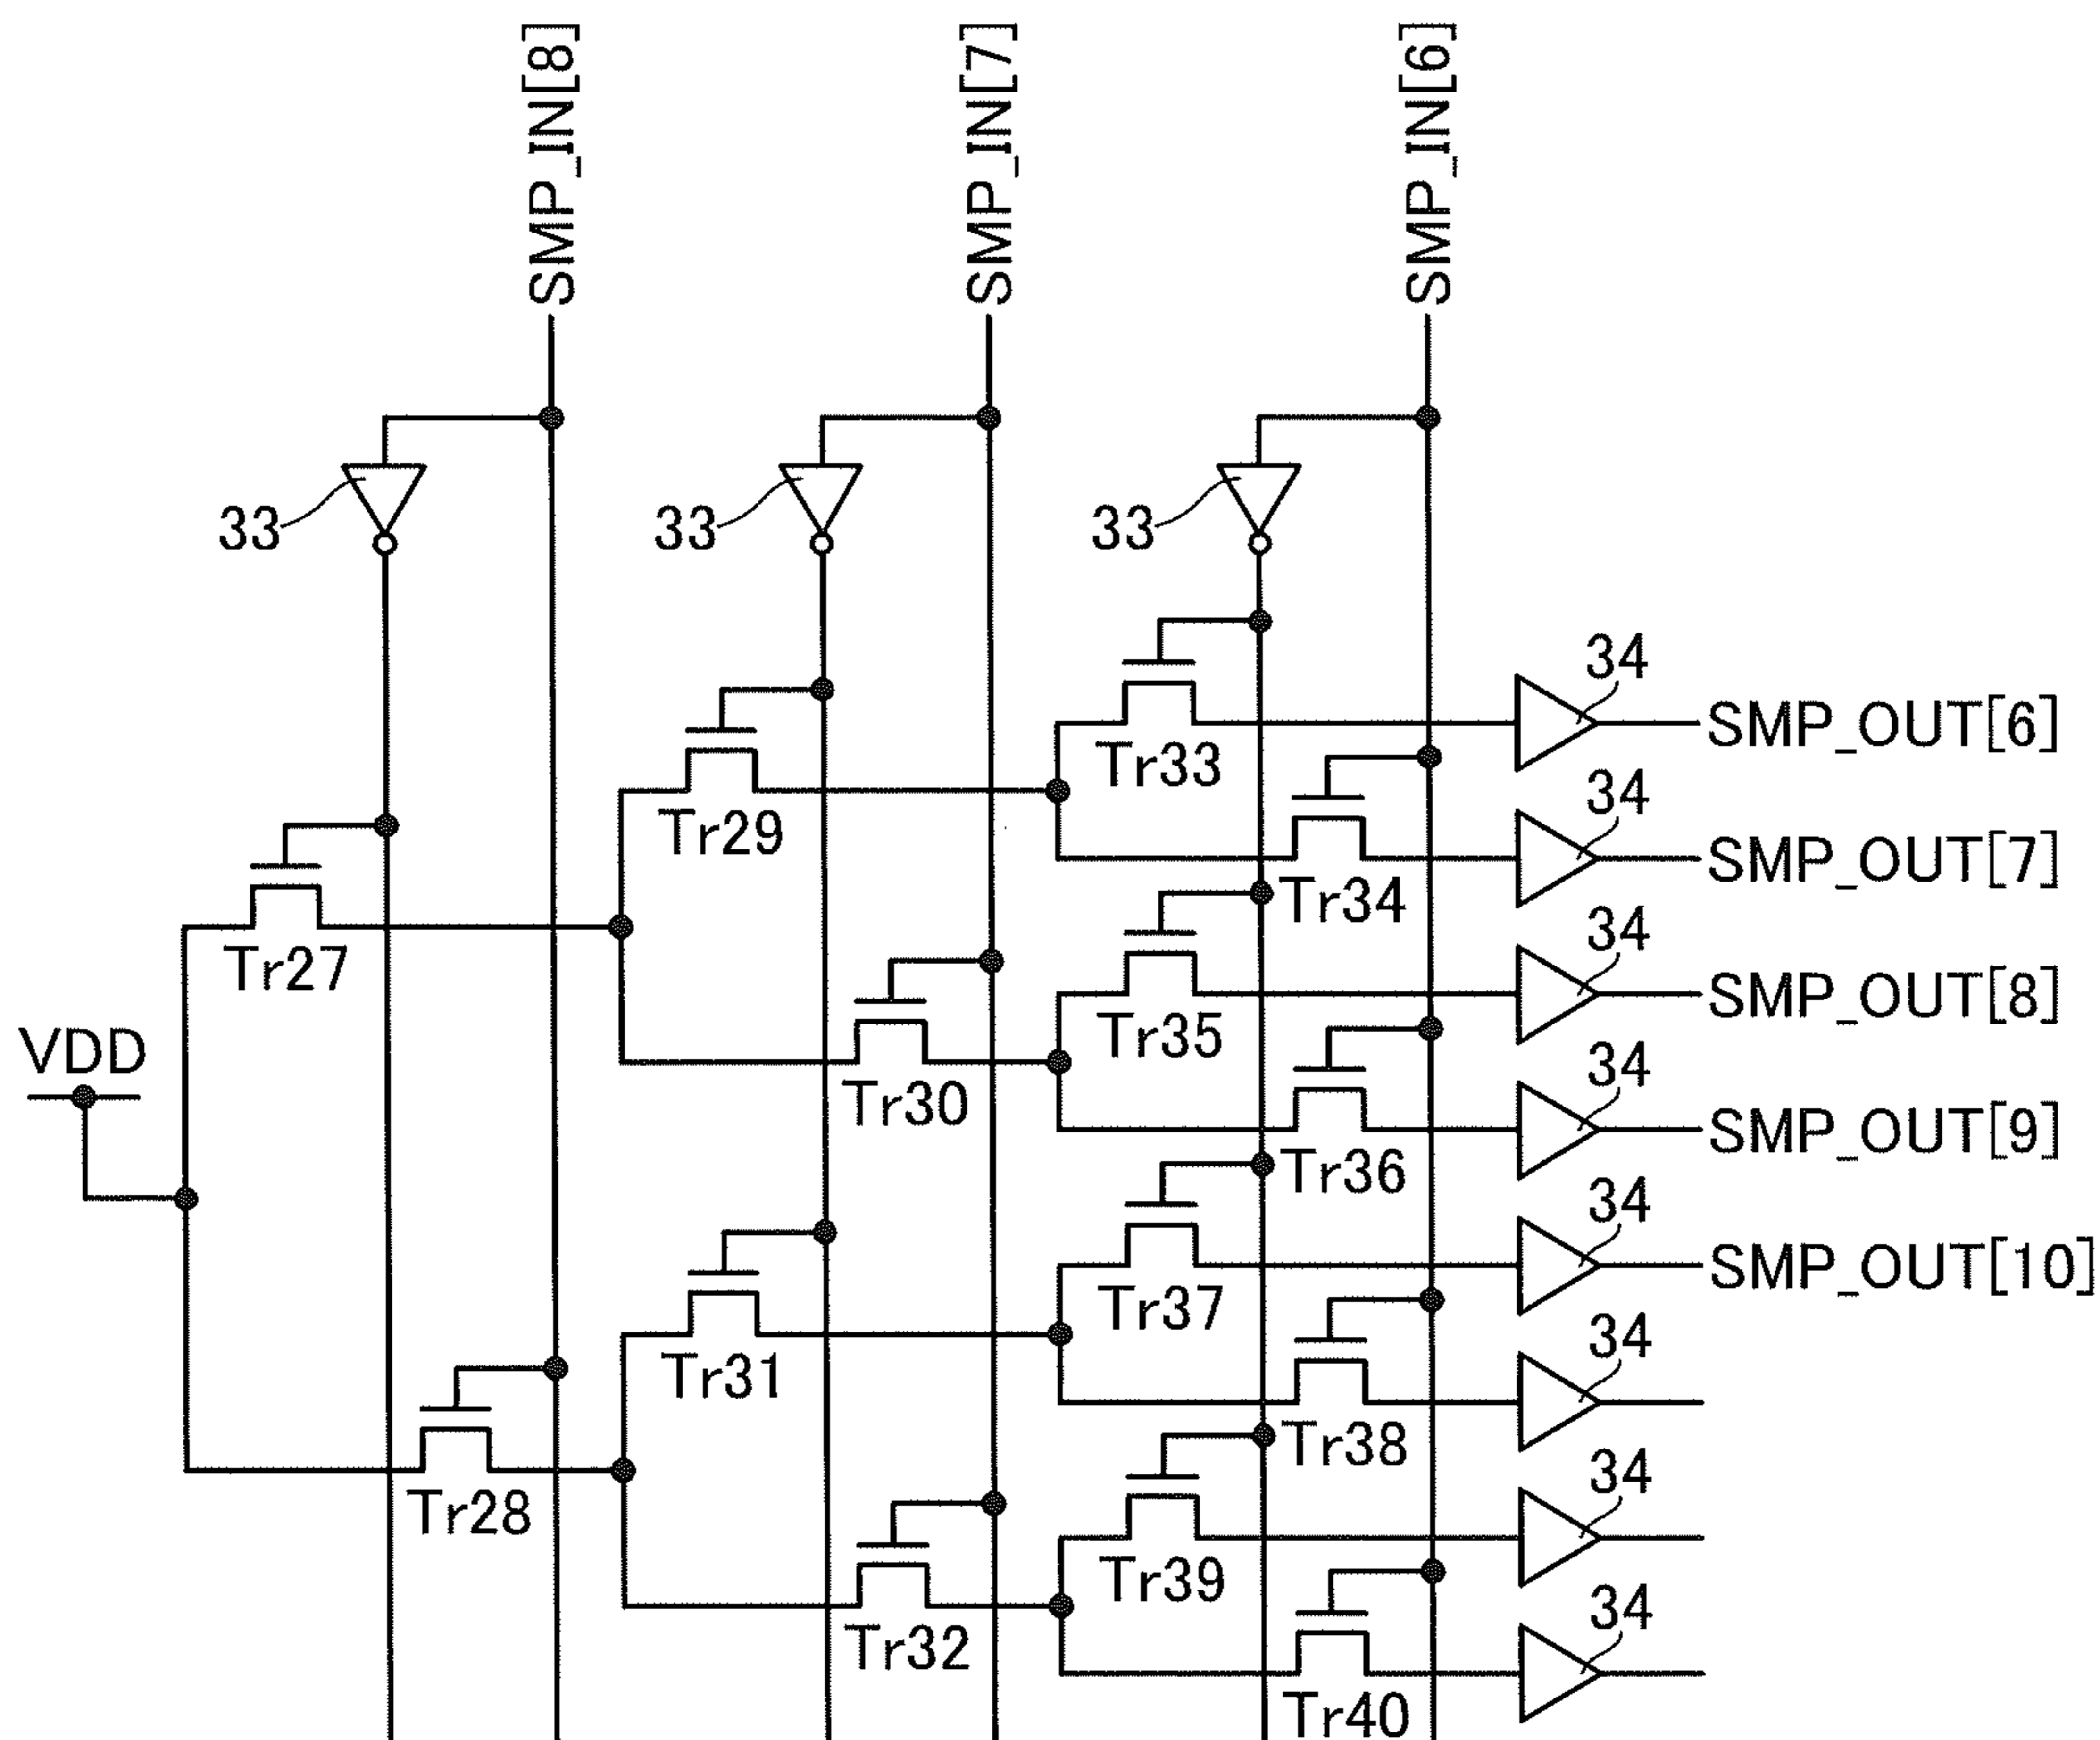 SMP_IN[8]
SMP_IN[7]
SMP_IN[6]
33
33
33
34
SMP_OUT[6]
Tr33
34
Tr29
SMP_OUT[7]
Tr34
34
Tr27
SMP_OUT[8]
Tr35
VDD
34
Tr30
SMP_OUT[9]
Tr36
34
SMP_OUT[10]
Tr37
34
Tr31
Tr38
34
Tr28
Tr39
34
Tr32
Tr40